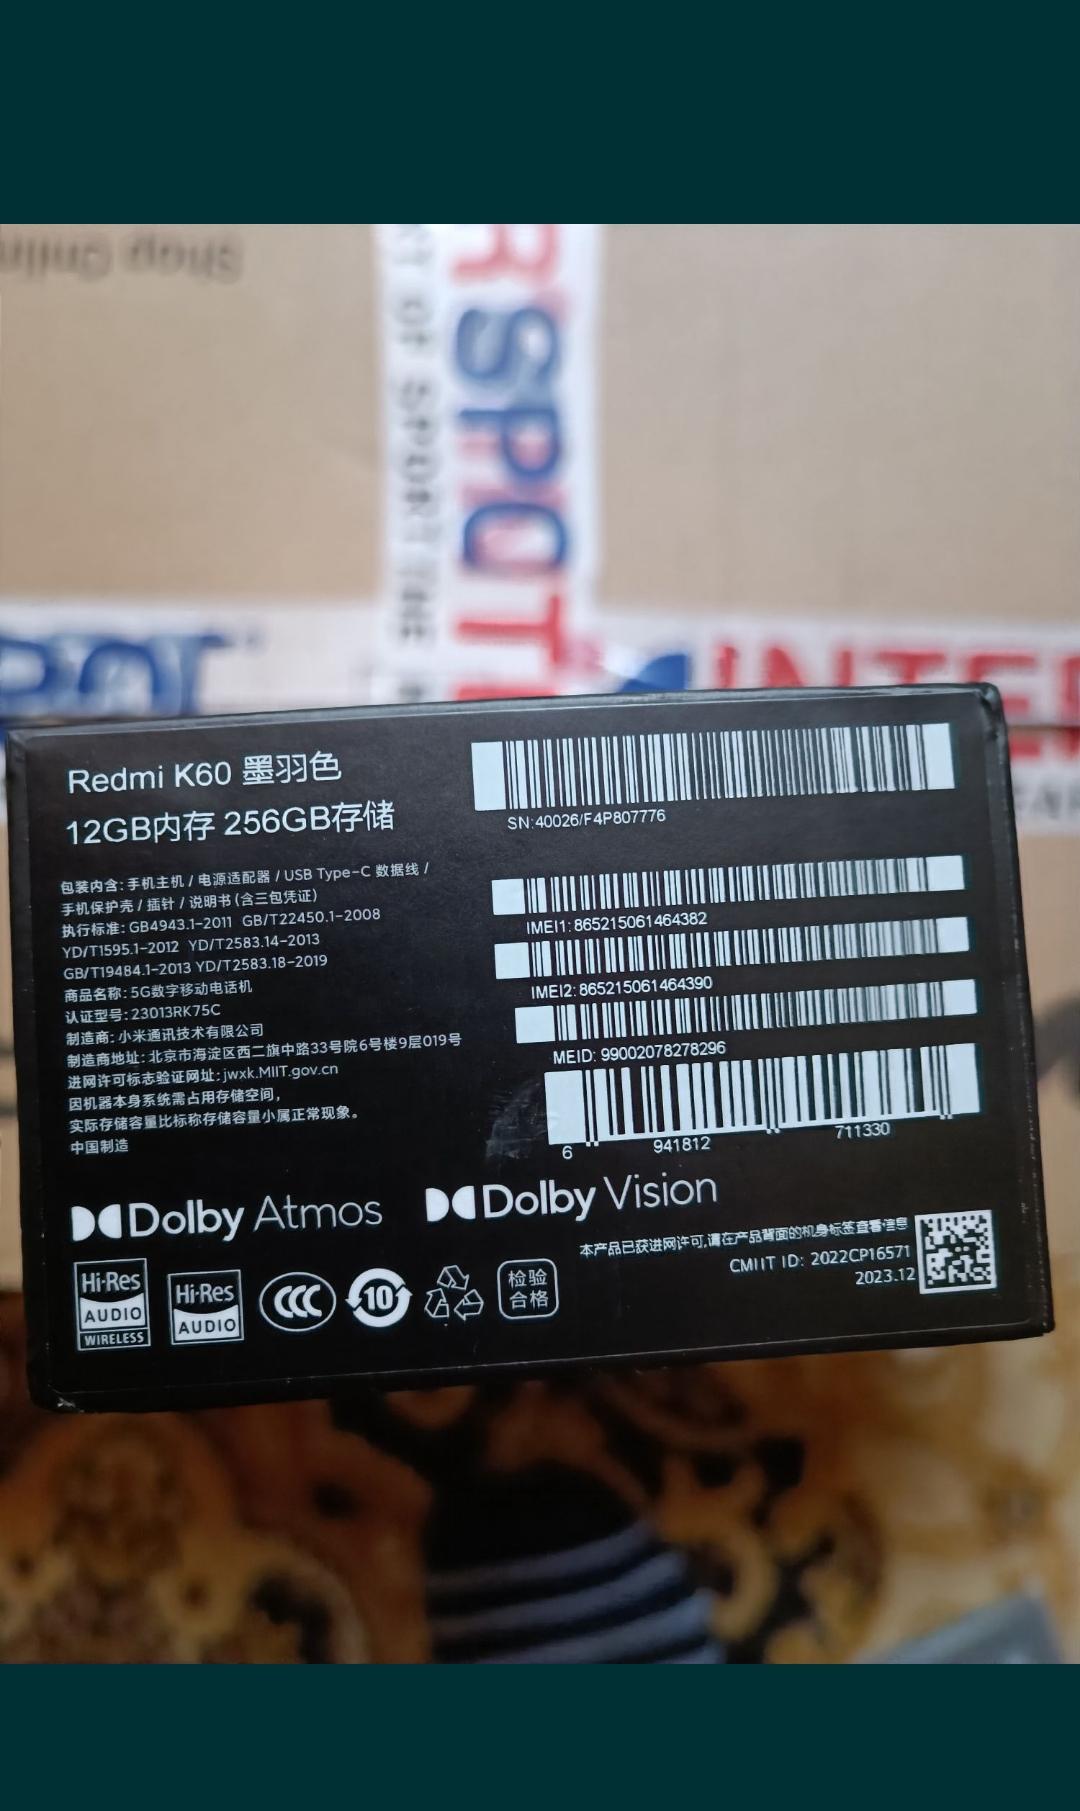 Shop Onlin
RSPOT
CT OF SPORT THE
POT
INTER
Redmi K60 墨羽色
12GB内存 256GB存储
包装内含: 手机主机 / 电源适配器 / USB Type-C 数据线 /
手机保护壳 / 插针 / 说明书 (含三包凭证)
执行标准: GB4943.1-2011 GB/T22450.1-2008
YD/T1595.1-2012 YD/T2583.14-2013
GB/T19484.1-2013 YD/T2583.18-2019
商品名称: 5G数字移动电话机
认证型号: 23013RK75C
制造商: 小米通讯技术有限公司
制造商地址: 北京市海淀区西二旗中路33号院6号楼9层019号
进网许可标志验证网址: jwxk.MIIT.gov.cn
因机器本身系统需占用存储空间，
实际存储容量比标称存储容量小属正常现象。
中国制造
SN:40026/F4P807776
IMEI1: 865215061464382
IMEI2: 865215061464390
MEID: 99002078278296
6 941812 711330
Dolby Atmos
Dolby Vision
本产品已获进网许可,请在产品背面的机身标签查看信息
CMIIT ID: 2022CP16571
2023.12
Hi-Res
AUDIO
WIRELESS
Hi-Res
AUDIO
CCC
10
检验
合格